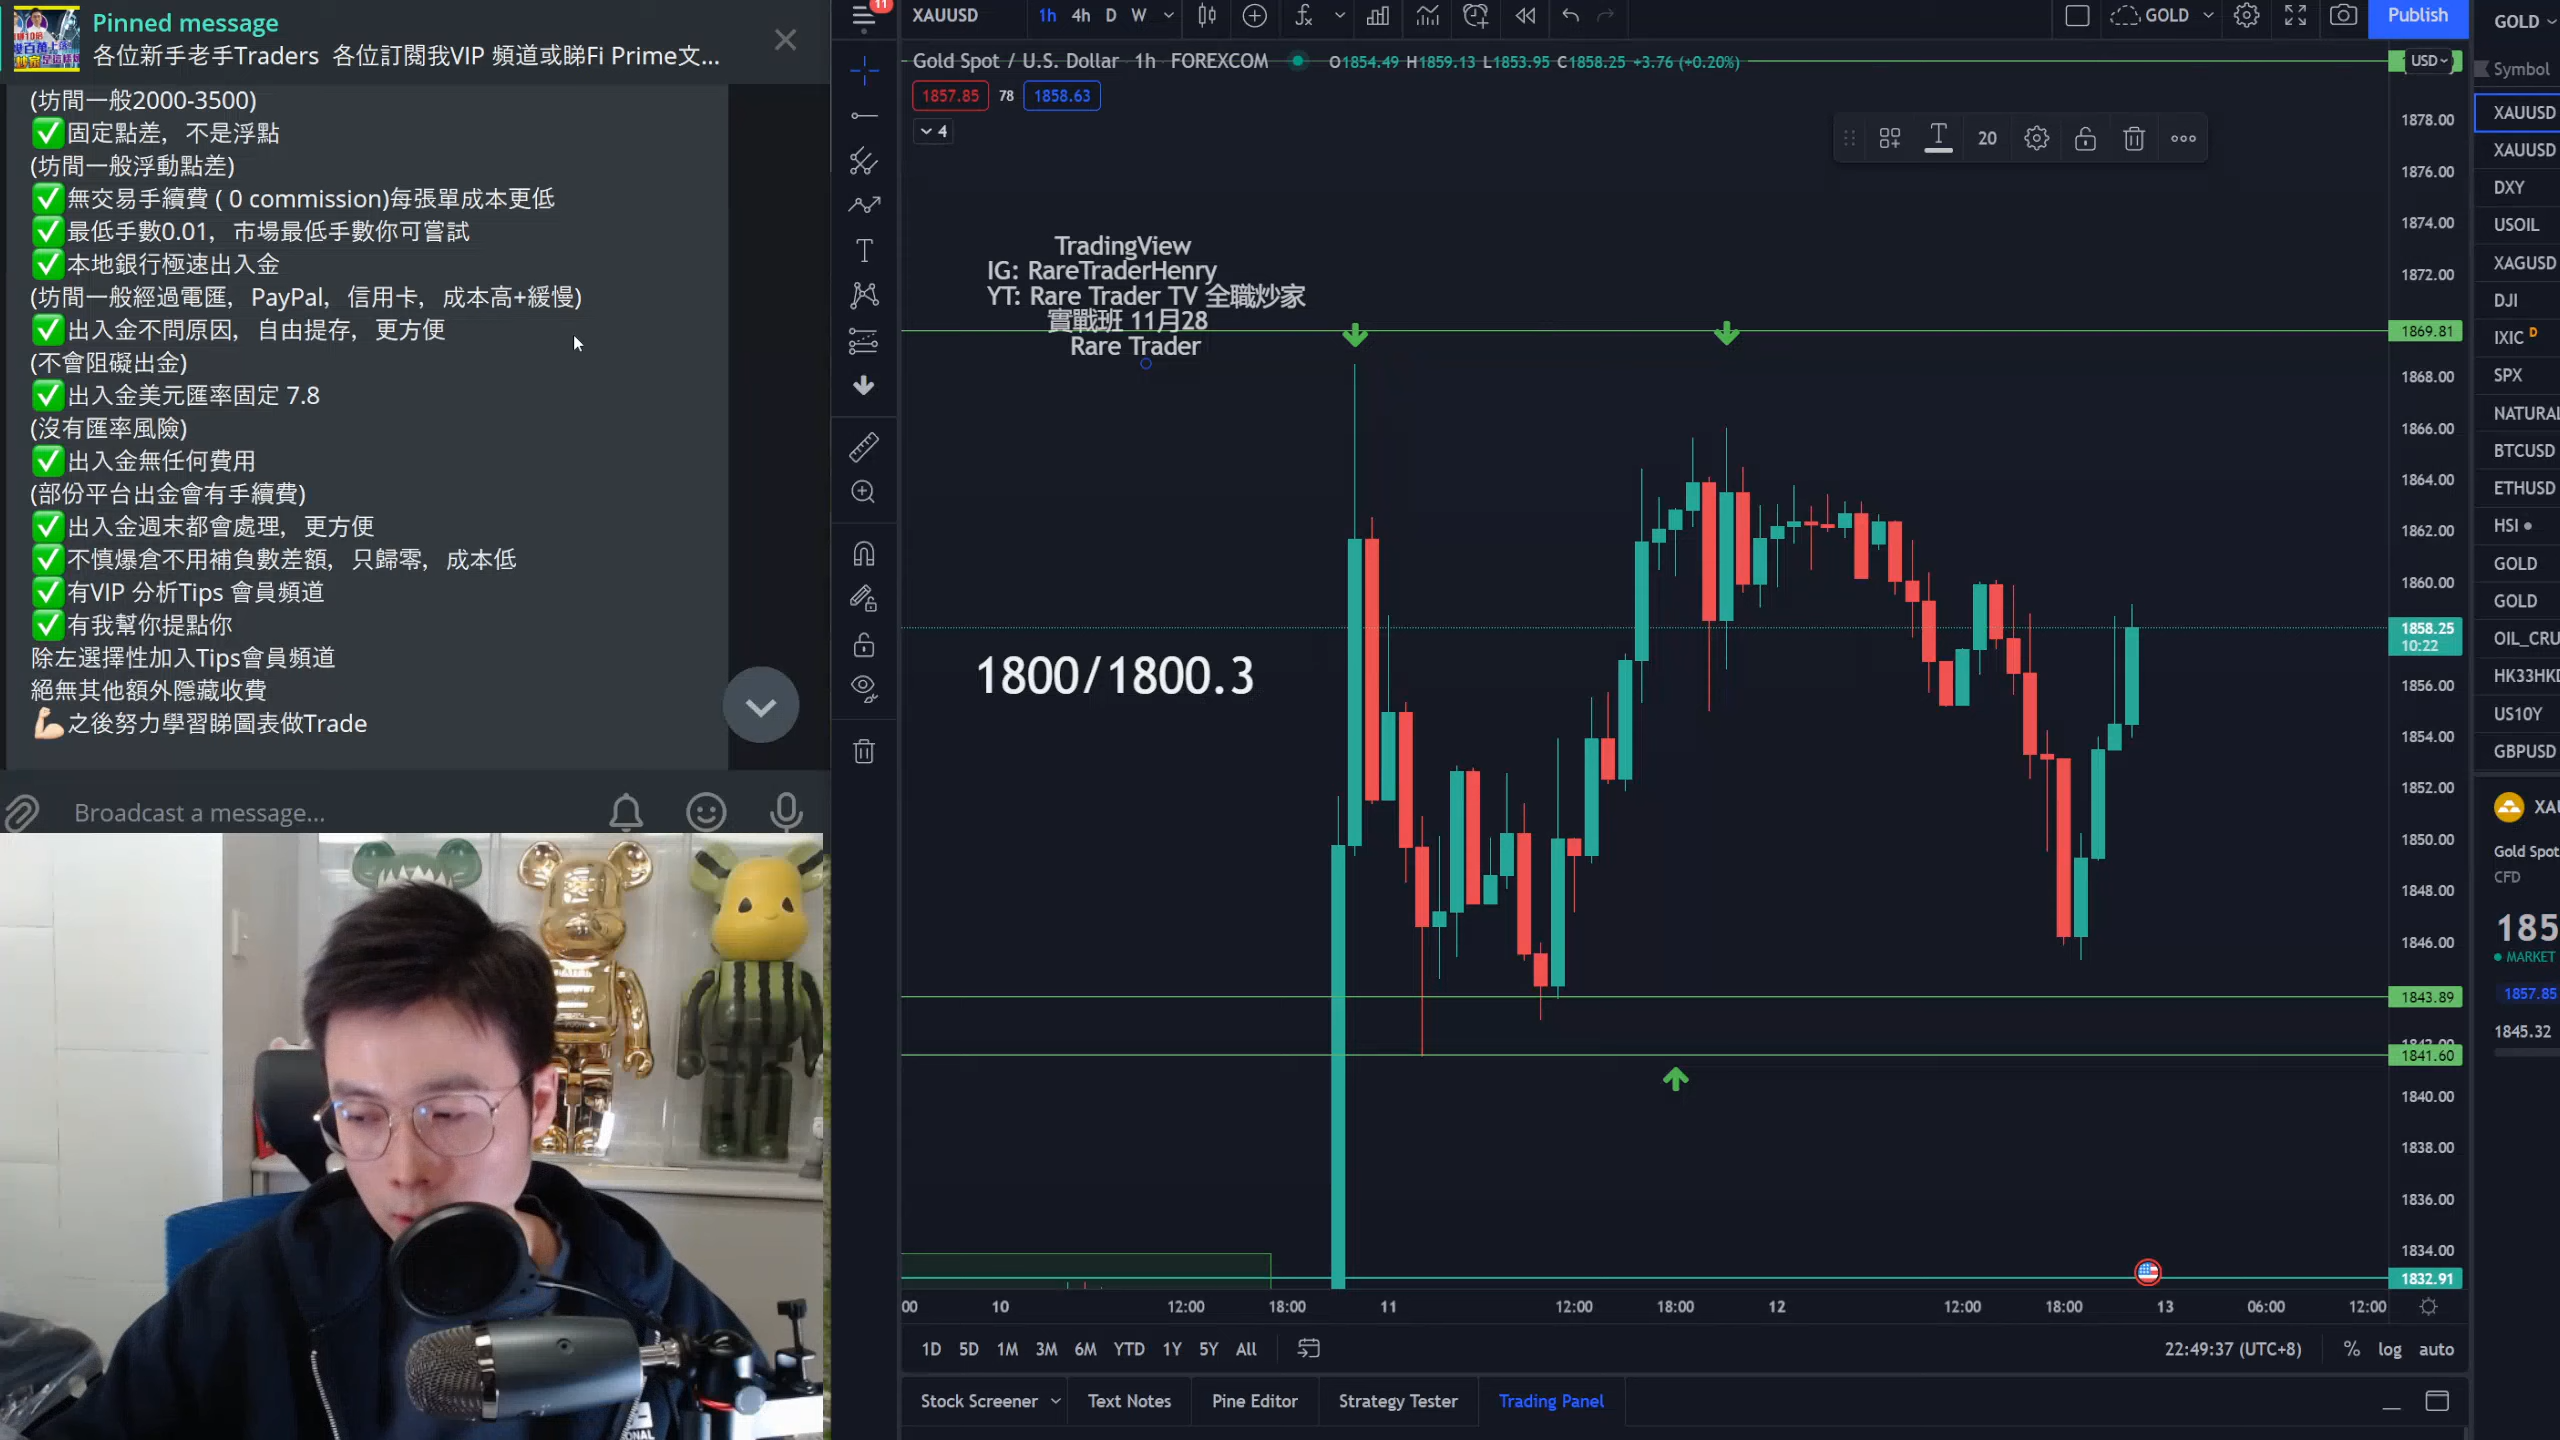 Pinned message
各位新手老手Traders 各位訂閱我VIP 頻道或睇Fi Prime文...
(坊間一般2000-3500)
✅固定點差，不是浮點
(坊間一般浮動點差)
✅無交易手續費 ( 0 commission)每張單成本更低
✅最低手數0.01，市場最低手數你可嘗試
✅本地銀行極速出入金
(坊間一般經過電匯，PayPal，信用卡，成本高+緩慢)
✅出入金不問原因，自由提存，更方便
(不會阻礙出金)
✅出入金美元匯率固定 7.8
(沒有匯率風險)
✅出入金無任何費用
(部份平台出金會有手續費)
✅出入金週末都會處理，更方便
✅不慎爆倉不用補負數差額，只歸零，成本低
✅有VIP 分析Tips 會員頻道
✅有我幫你提點你
除左選擇性加入Tips會員頻道
絕無其他額外隱藏收費
💪🏻之後努力學習睇圖表做Trade
Broadcast a message...
11
XAUUSD
1h 4h D W
GOLD
Publish
Gold Spot / U.S. Dollar 1h FOREXCOM
O1854.49 H1859.13 L1853.95 C1858.25 +3.76 (+0.20%)
1857.85 78 1858.63
4
20
TradingView
IG: RareTraderHenry
YT: Rare Trader TV 全職炒家
實戰班 11月28
Rare Trader
1800/1800.3
USD
1878.00
1876.00
1874.00
1872.00
1869.81
1868.00
1866.00
1864.00
1862.00
1860.00
1858.25
10:22
1856.00
1854.00
1852.00
1850.00
1848.00
1846.00
1843.89
1841.60
1840.00
1838.00
1836.00
1834.00
1832.91
00 10 12:00 18:00 11 12:00 18:00 12 12:00 18:00 13 06:00 12:00
1D 5D 1M 3M 6M YTD 1Y 5Y All
22:49:37 (UTC+8) % log auto
Stock Screener Text Notes Pine Editor Strategy Tester Trading Panel
GOLD
Symbol
XAUUSD
XAUUSD
DXY
USOIL
XAGUSD
DJI
IXIC D
SPX
NATURAL
BTCUSD
ETHUSD
HSI
GOLD
GOLD
OIL_CRU
HK33HKD
US10Y
GBPUSD
XAU
Gold Spot
CFD
185
MARKET
1857.85
1845.32